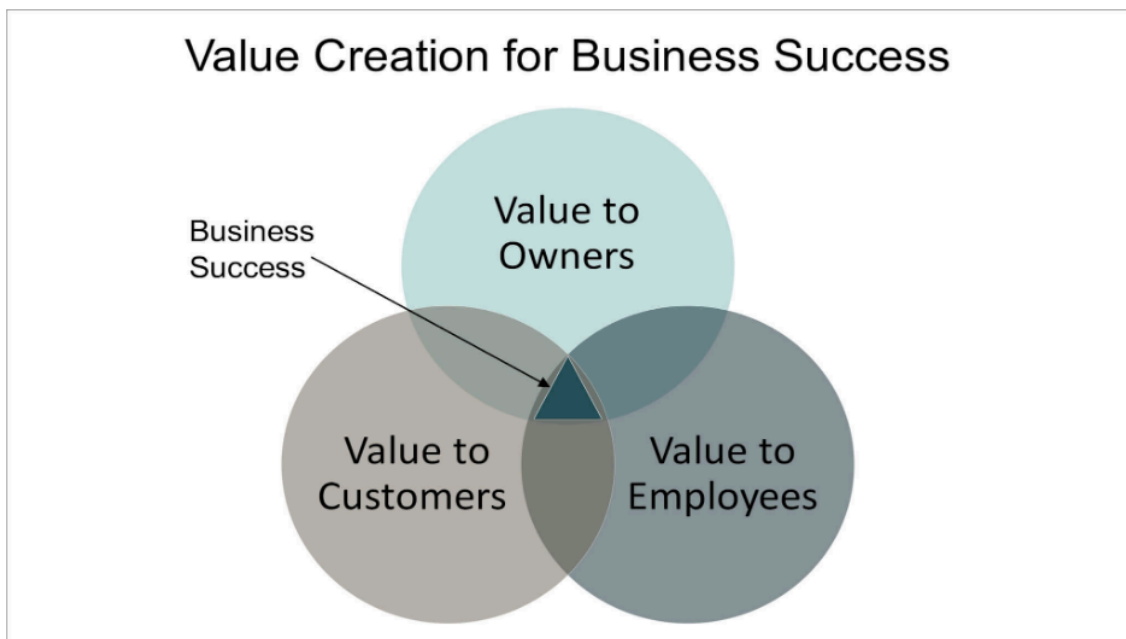 Value Creation for Business Success
Value to
Owners
Business
Success
Value to
Customers
Value to
Employees